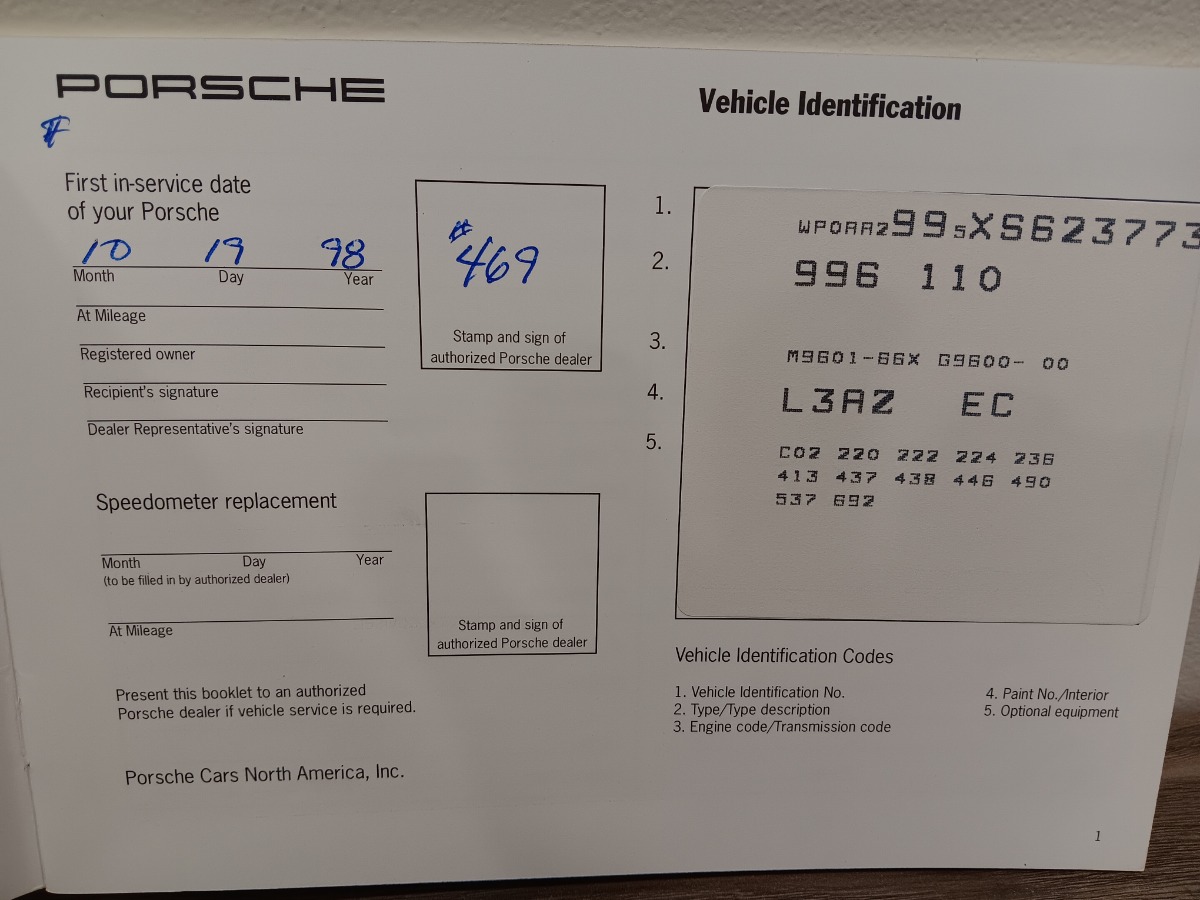 PORSCHE
First in-service date
of your Porsche
10 19 98
Month Day Year
At Mileage
Registered owner
Recipient's signature
Dealer Representative's signature
#469
Stamp and sign of
authorized Porsche dealer
Speedometer replacement
Month Day Year
(to be filled in by authorized dealer)
At Mileage
Stamp and sign of
authorized Porsche dealer
Present this booklet to an authorized
Porsche dealer if vehicle service is required.
Porsche Cars North America, Inc.
Vehicle Identification
1. WP0AA2995XS623773
2. 996 110
3. M9601-66X G9600- 00
4. L3AZ EC
5. C02 220 222 224 236
413 437 438 446 490
537 692
Vehicle Identification Codes
1. Vehicle Identification No.
2. Type/Type description
3. Engine code/Transmission code
4. Paint No./Interior
5. Optional equipment
1